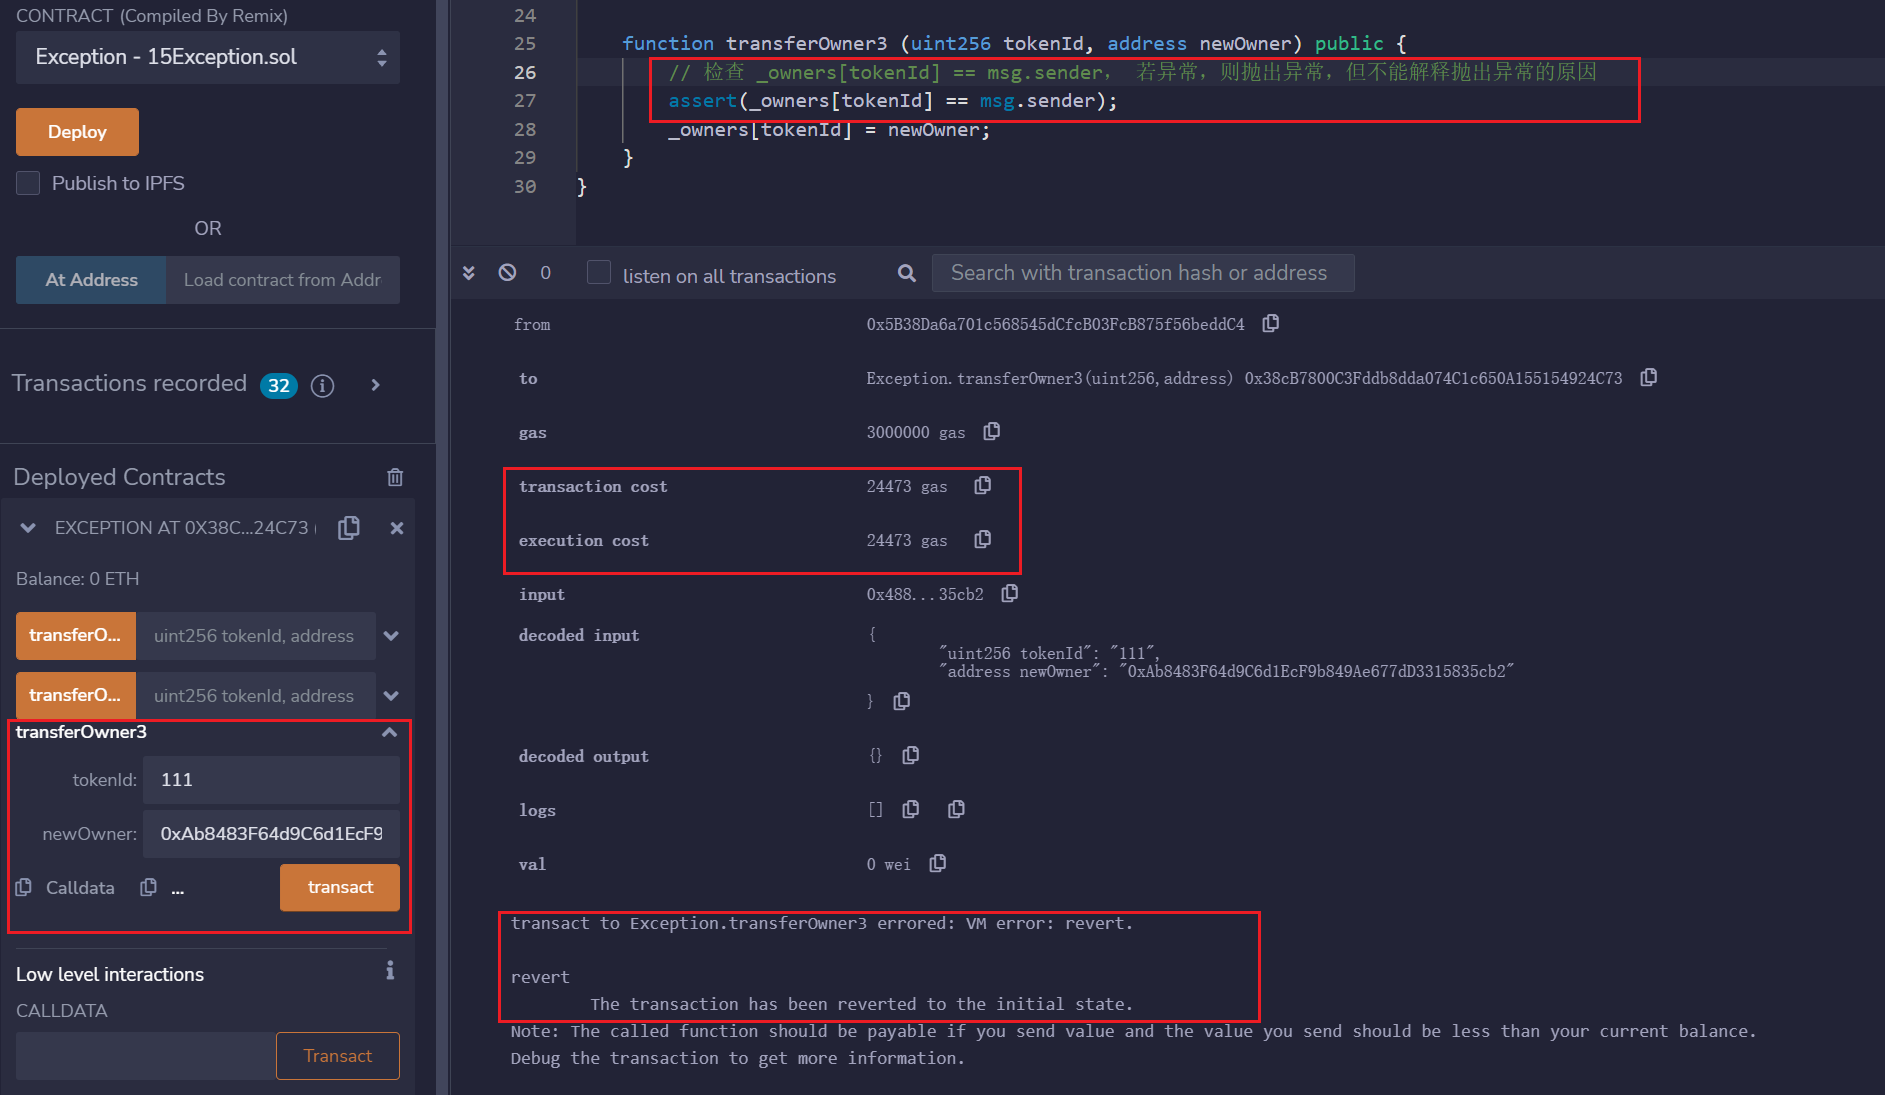 CONTRACT (Compiled By Remix)
Exception - 15Exception.sol
Deploy
Publish to IPFS
OR
At Address
Load contract from Addr
Transactions recorded 32
Deployed Contracts
EXCEPTION AT 0X38C...24C73 (
Balance: 0 ETH
transferO...
uint256 tokenId, address
transferO...
uint256 tokenId, address
transferOwner3
tokenId:
111
newOwner:
0xAb8483F64d9C6d1EcF9
Calldata
...
transact
Low level interactions
CALLDATA
Transact
24
25 function transferOwner3 (uint256 tokenId, address newOwner) public {
26 // 检查 _owners[tokenId] == msg.sender, 若异常，则抛出异常，但不能解释抛出异常的原因
27 assert(_owners[tokenId] == msg.sender);
28 _owners[tokenId] = newOwner;
29 }
30 }
0
listen on all transactions
Search with transaction hash or address
from 0x5B38Da6a701c568545dCfcB03FcB875f56beddC4
to Exception.transferOwner3(uint256,address) 0x38cB7800C3Fddb8dda074C1c650A155154924C73
gas 3000000 gas
transaction cost 24473 gas
execution cost 24473 gas
input 0x488...35cb2
decoded input {
"uint256 tokenId": "111",
"address newOwner": "0xAb8483F64d9C6d1EcF9b849Ae677dD3315835cb2"
}
decoded output {}
logs []
val 0 wei
transact to Exception.transferOwner3 errored: VM error: revert.
revert
The transaction has been reverted to the initial state.
Note: The called function should be payable if you send value and the value you send should be less than your current balance.
Debug the transaction to get more information.